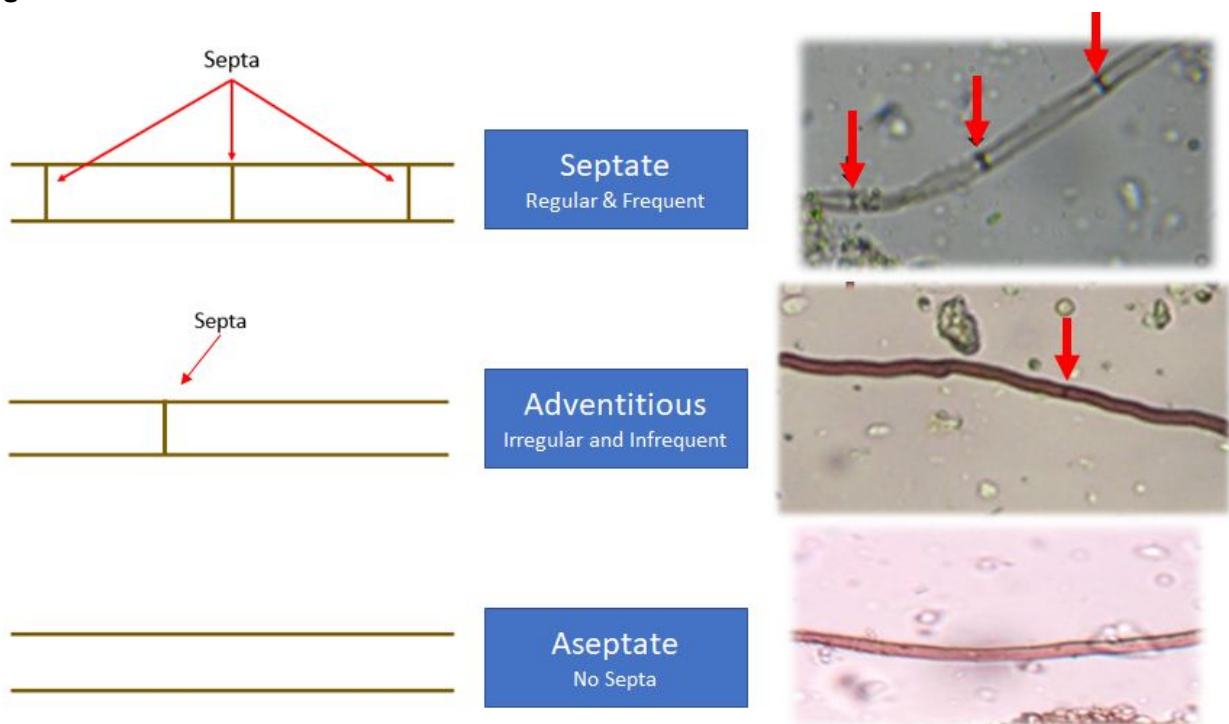 Septa
Septate
Regular & Frequent
Septa
Adventitious
Irregular and Infrequent
Aseptate
No Septa